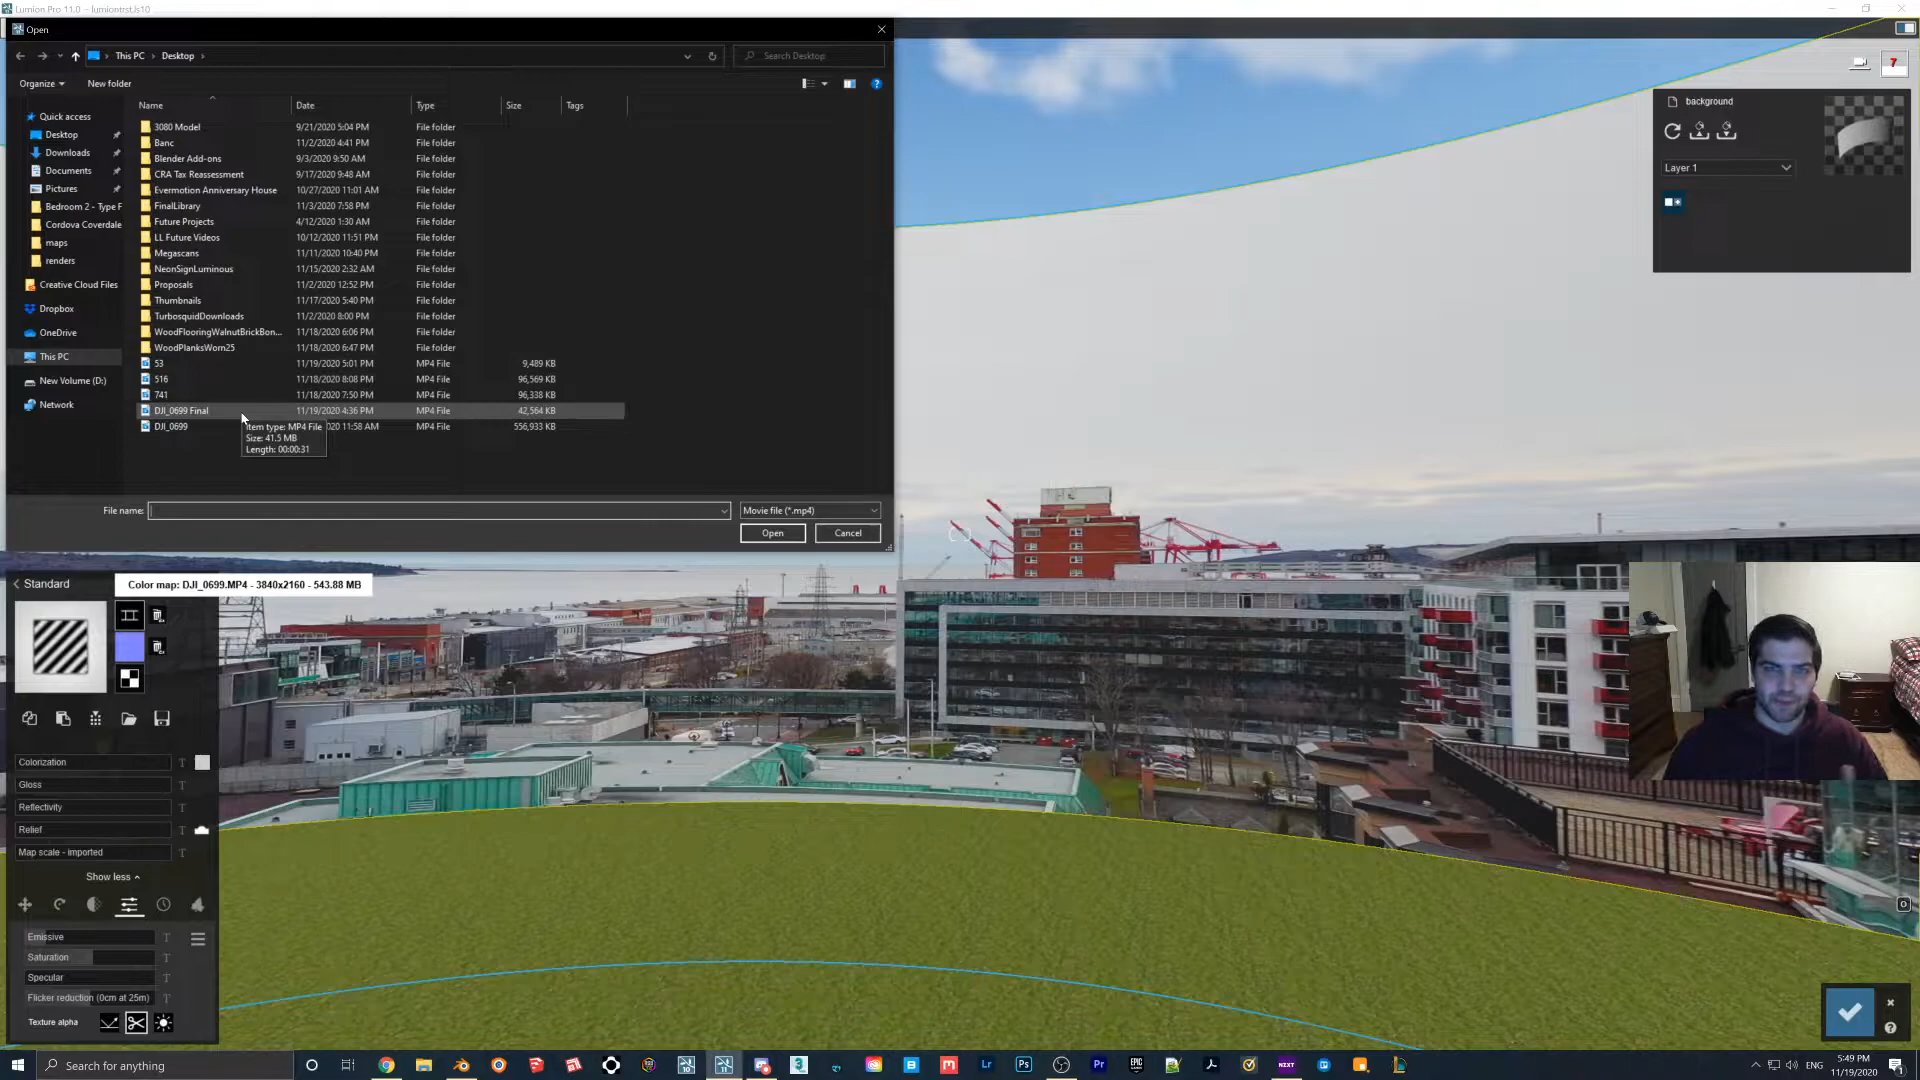 Lumion Pro 11.0 - lumiontrst.ls10
Open
This PC > Desktop >
Search Desktop
Organize
New folder
Name Date Type Size Tags
Quick access
Desktop
Downloads
Documents
Pictures
Bedroom 2 - Type F
Cordova Coverdale
maps
renders
Creative Cloud Files
Dropbox
OneDrive
This PC
New Volume (D:)
Network
3080 Model 9/21/2020 5:04 PM File folder
Banc 11/2/2020 4:41 PM File folder
Blender Add-ons 9/3/2020 9:50 AM File folder
CRA Tax Reassessment 9/17/2020 9:48 AM File folder
Evermotion Anniversary House 10/27/2020 11:01 AM File folder
FinalLibrary 11/3/2020 7:58 PM File folder
Future Projects 4/12/2020 1:30 AM File folder
LL Future Videos 10/12/2020 11:51 PM File folder
Megascans 11/11/2020 10:40 PM File folder
NeonSignLuminous 11/15/2020 2:32 AM File folder
Proposals 11/2/2020 12:52 PM File folder
Thumbnails 11/17/2020 5:40 PM File folder
TurbosquidDownloads 11/2/2020 8:00 PM File folder
WoodFlooringWalnutBrickBon... 11/18/2020 6:06 PM File folder
WoodPlanksWorn25 11/18/2020 6:47 PM File folder
53 11/19/2020 5:01 PM MP4 File 9,489 KB
516 11/18/2020 8:08 PM MP4 File 96,569 KB
741 11/18/2020 7:50 PM MP4 File 96,338 KB
DJI_0699 Final 11/19/2020 4:36 PM MP4 File 42,564 KB
DJI_0699 2020 11:58 AM MP4 File 556,933 KB
Item type: MP4 File
Size: 41.5 MB
Length: 00:00:31
File name:
Movie file (*.mp4)
Open
Cancel
7
background
Layer 1
Standard
Color map: DJI_0699.MP4 - 3840x2160 - 543.88 MB
Colorization T
Gloss T
Reflectivity T
Relief T
Map scale - imported T
Show less
Emissive T
Saturation T
Specular T
Flicker reduction (0cm at 25m) T
Texture alpha
Search for anything
10
11
3
B
M
Lr
Ps
Pr
EPIC GAMES
NZXT
ENG
5:49 PM
11/19/2020